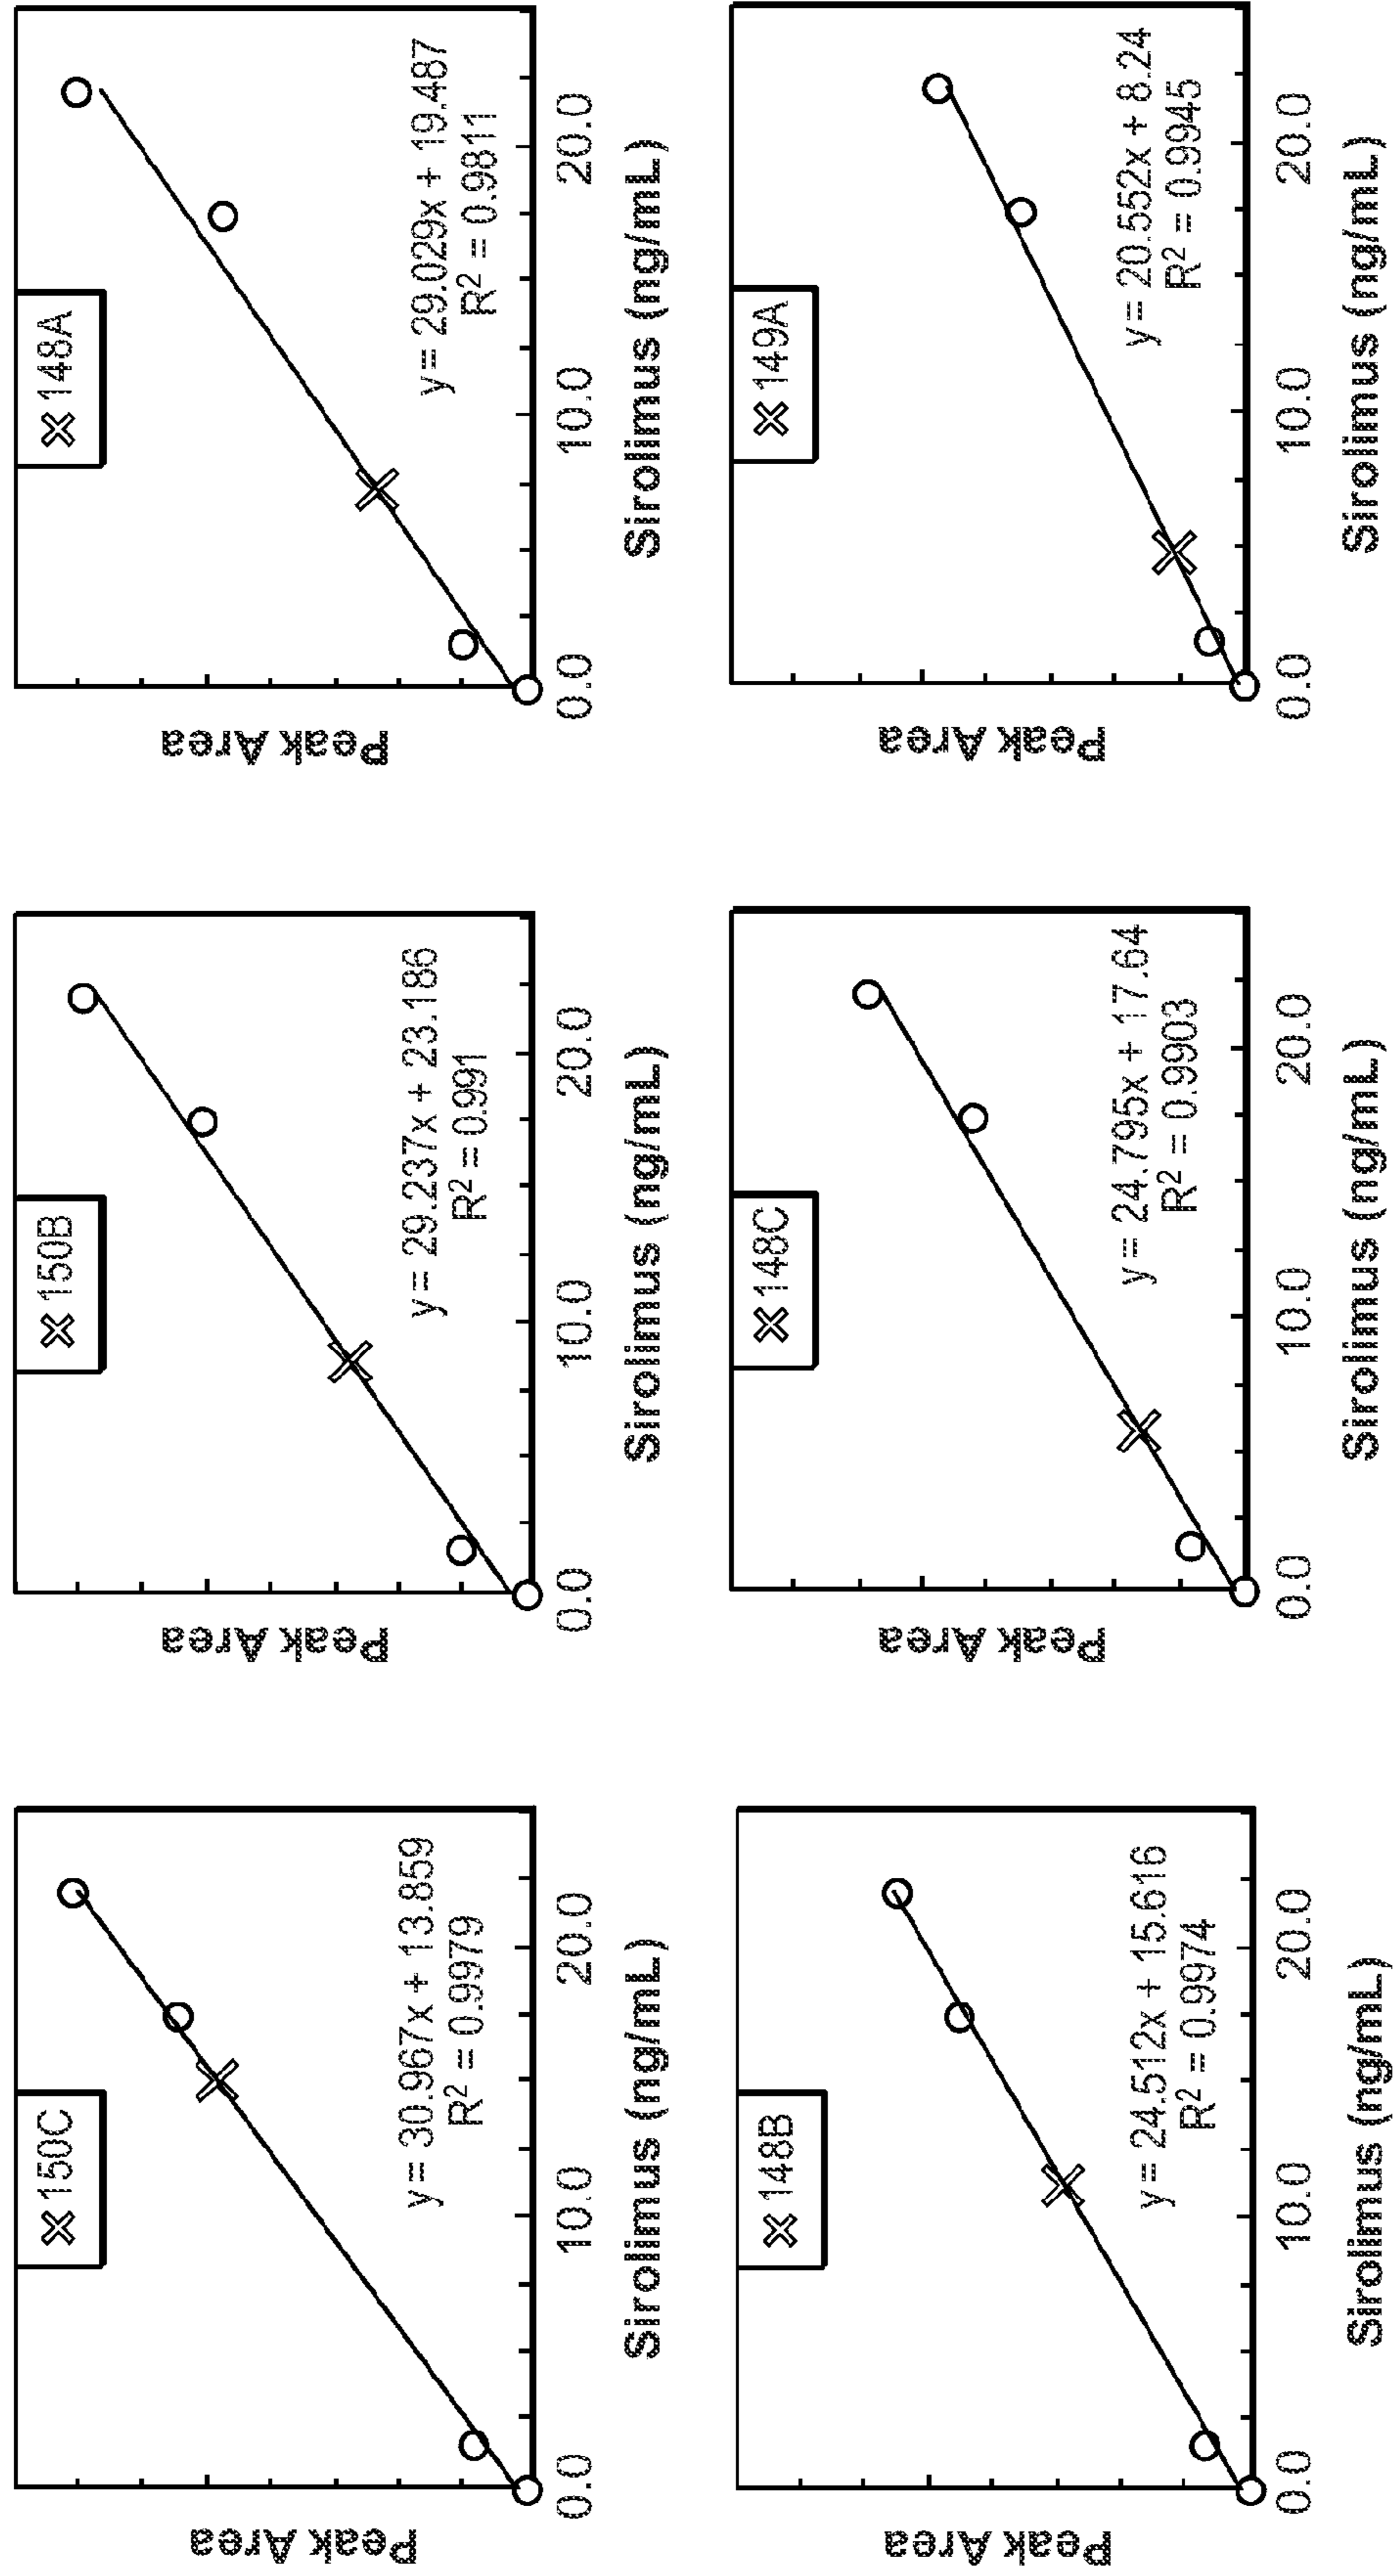 × 150C
y = 30.967x + 13.859
R² = 0.9979
Peak Area
0.0 10.0 20.0
Sirolimus (ng/mL)
× 150B
y = 29.237x + 23.186
R² = 0.991
Peak Area
0.0 10.0 20.0
Sirolimus (ng/mL)
× 148A
y = 29.029x + 19.487
R² = 0.9811
Peak Area
0.0 10.0 20.0
Sirolimus (ng/mL)
× 148B
y = 24.512x + 15.616
R² = 0.9974
Peak Area
0.0 10.0 20.0
Sirolimus (ng/mL)
× 148C
y = 24.795x + 17.64
R² = 0.9903
Peak Area
0.0 10.0 20.0
Sirolimus (ng/mL)
× 149A
y = 20.552x + 8.24
R² = 0.9945
Peak Area
0.0 10.0 20.0
Sirolimus (ng/mL)